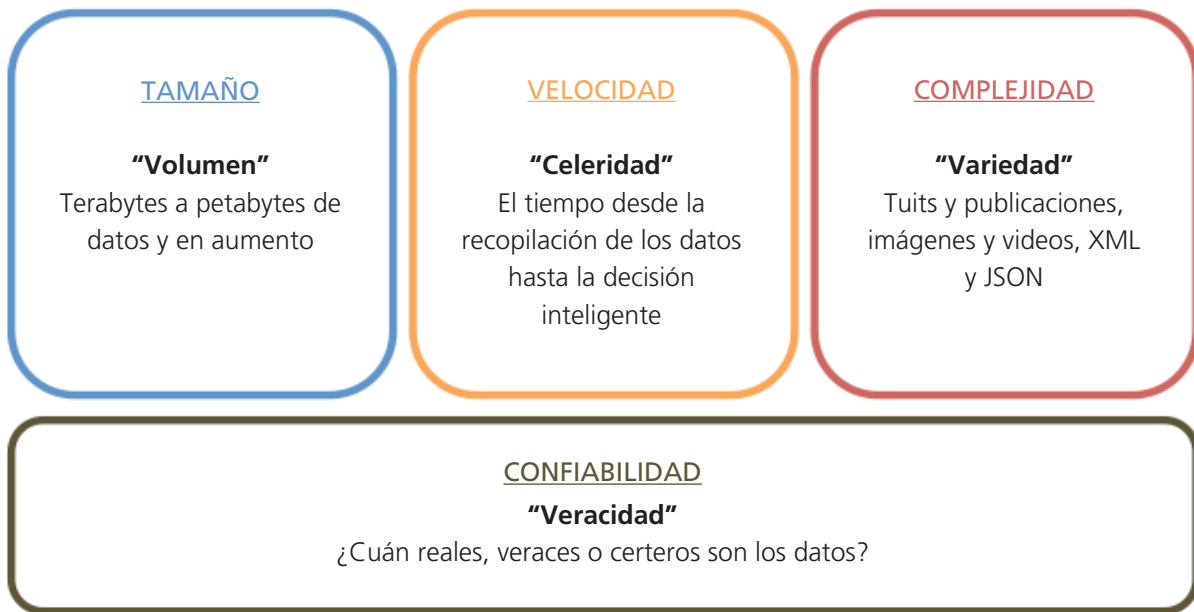 TAMAÑO
“Volumen”
Terabytes a petabytes de
datos y en aumento
VELOCIDAD
“Celeridad”
El tiempo desde la
recopilación de los datos
hasta la decisión
inteligente
COMPLEJIDAD
“Variedad”
Tuits y publicaciones,
imágenes y videos, XML
y JSON
CONFIABILIDAD
“Veracidad”
¿Cuán reales, veraces o certeros son los datos?